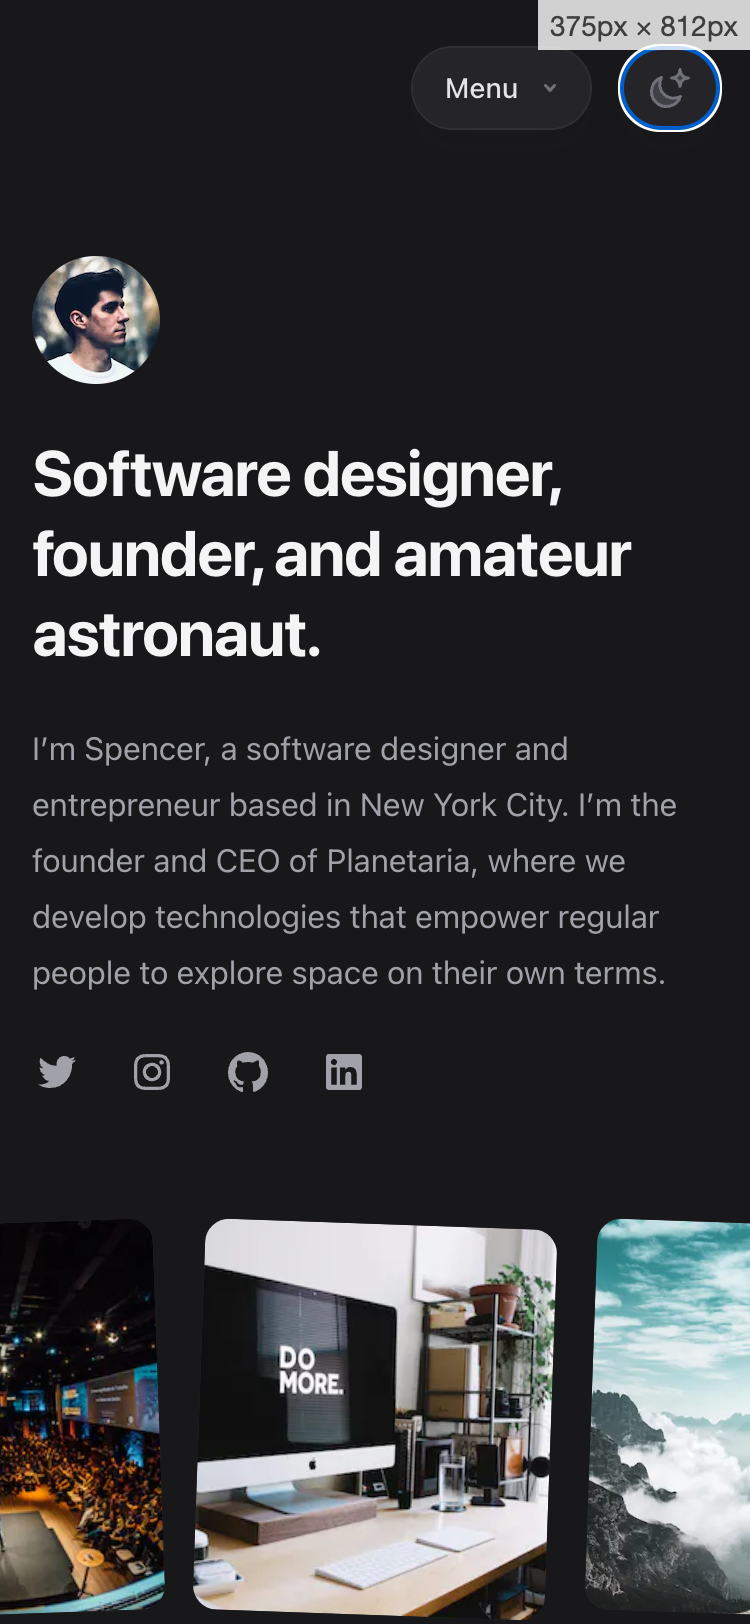 375px × 812px
Menu
Software designer,
founder, and amateur
astronaut.
I’m Spencer, a software designer and
entrepreneur based in New York City. I’m the
founder and CEO of Planetaria, where we
develop technologies that empower regular
people to explore space on their own terms.
in
DO
MORE.